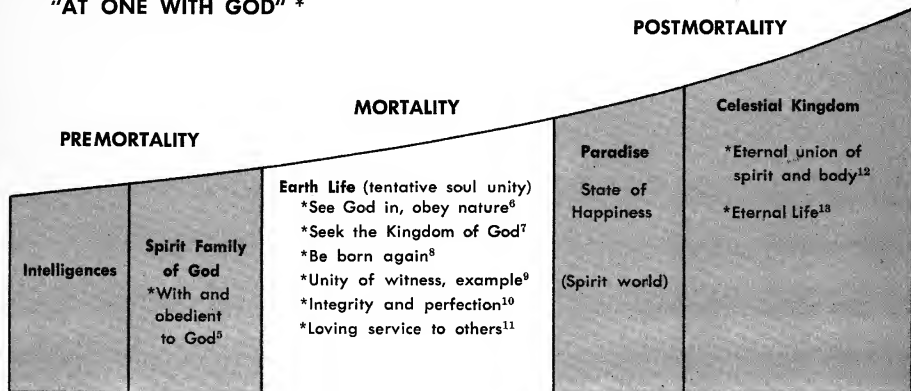 "AT ONE WITH GOD" *
POSTMORTALITY
MORTALITY
PREMORTALITY
Intelligences
Spirit Family
of God
*With and
obedient
to God⁵
Earth Life (tentative soul unity)
*See God in, obey nature⁶
*Seek the Kingdom of God⁷
*Be born again⁸
*Unity of witness, example⁹
*Integrity and perfection¹⁰
*Loving service to others¹¹
Paradise
State of
Happiness
(Spirit world)
Celestial Kingdom
*Eternal union of
spirit and body¹²
*Eternal Life¹³